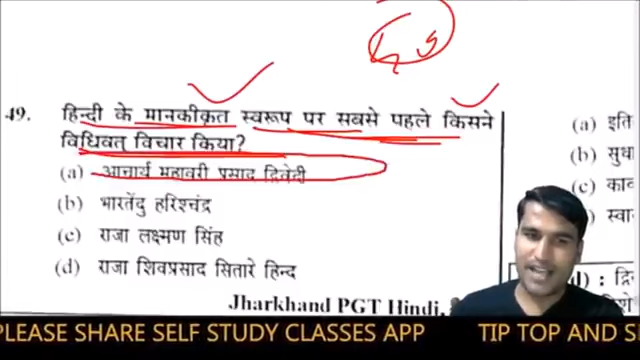 49. हिन्दी के मानकीकृत स्वरूप पर सबसे पहले किसने
विधिवत् विचार किया?
(a) आचार्य महावरी प्रसाद द्विवेदी
(b) भारतेंदु हरिश्चंद्र
(c) राजा लक्ष्मण सिंह
(d) राजा शिवप्रसाद सितारे हिन्द
Jharkhand PGT Hindi,
(a) इति
(b) सुधा
(c) काव
स्वा
: द्वि
PLEASE SHARE SELF STUDY CLASSES APP TIP TOP AND S